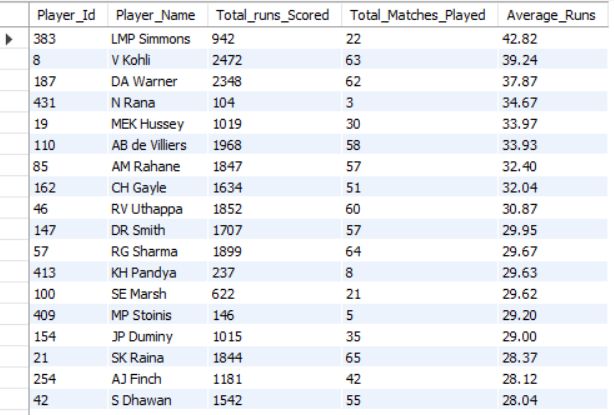 Player_Id Player_Name Total_runs_Scored Total_Matches_Played Average_Runs
383 LMP Simmons 942 22 42.82
8 V Kohli 2472 63 39.24
187 DA Warner 2348 62 37.87
431 N Rana 104 3 34.67
19 MEK Hussey 1019 30 33.97
110 AB de Villiers 1968 58 33.93
85 AM Rahane 1847 57 32.40
162 CH Gayle 1634 51 32.04
46 RV Uthappa 1852 60 30.87
147 DR Smith 1707 57 29.95
57 RG Sharma 1899 64 29.67
413 KH Pandya 237 8 29.63
100 SE Marsh 622 21 29.62
409 MP Stoinis 146 5 29.20
154 JP Duminy 1015 35 29.00
21 SK Raina 1844 65 28.37
254 AJ Finch 1181 42 28.12
42 S Dhawan 1542 55 28.04